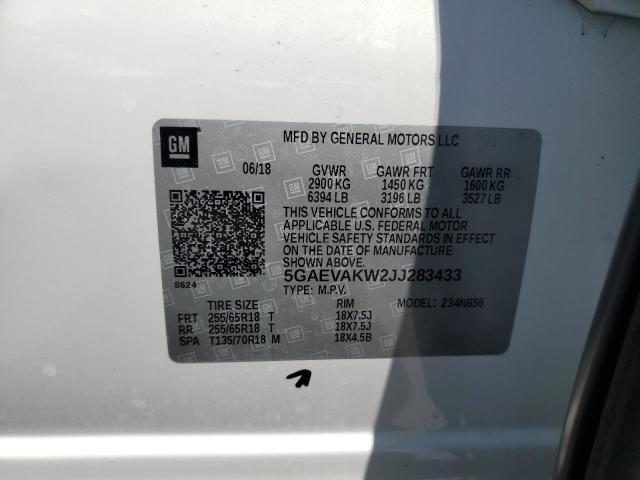 GM
MFD BY GENERAL MOTORS LLC
06/18 GVWR GAWR FRT GAWR RR
2900 KG 1450 KG 1600 KG
6394 LB 3196 LB 3527 LB
THIS VEHICLE CONFORMS TO ALL
APPLICABLE U.S. FEDERAL MOTOR
VEHICLE SAFETY STANDARDS IN EFFECT
ON THE DATE OF MANUFACTURE
SHOWN ABOVE.
8624
5GAEVAKW2JJ283433
TYPE: M.P.V. MODEL: 234NB56
TIRE SIZE RIM
FRT 255/65R18 T 18X7.5J
RR 255/65R18 T 18X7.5J
SPA T135/70R18 M 18X4.5B